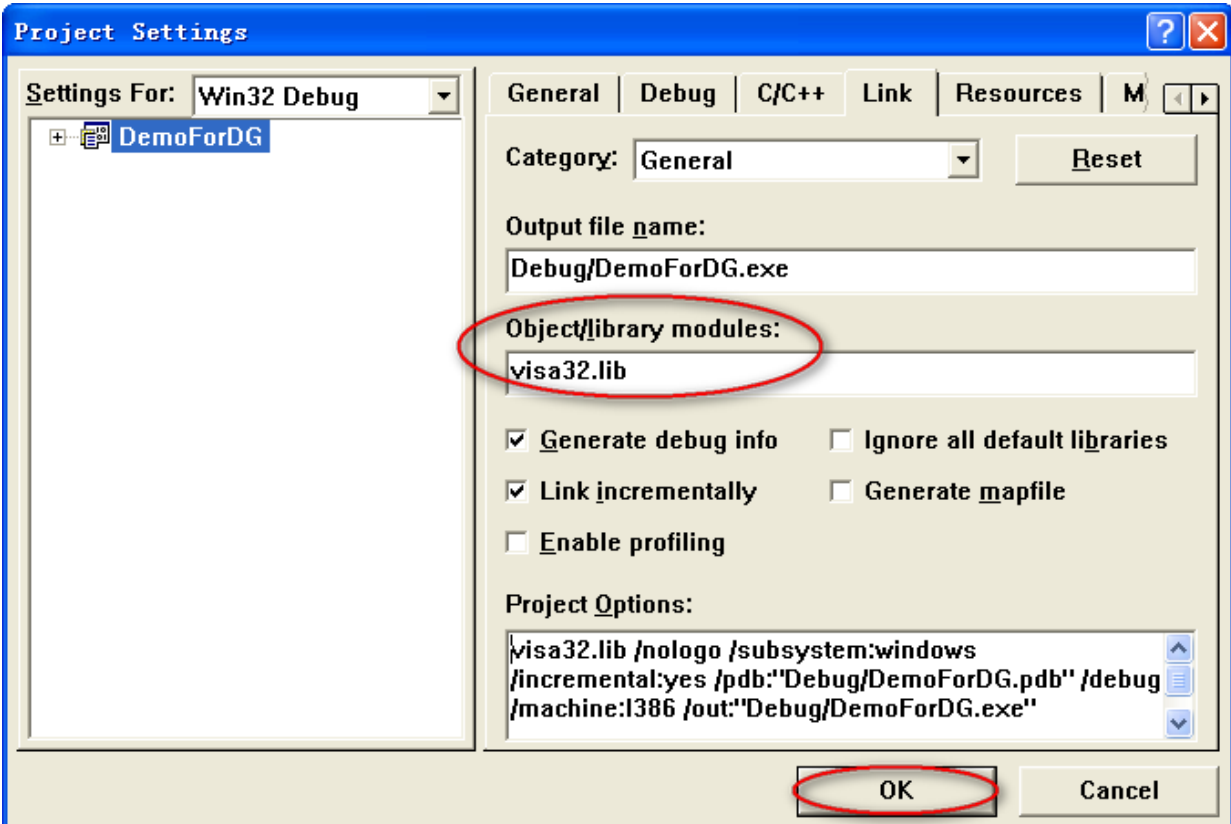 Project Settings
Settings For: Win32 Debug
DemoForDG
General Debug C/C++ Link Resources M
Category: General Reset
Output file name:
Debug/DemoForDG.exe
Object/library modules:
visa32.lib
Generate debug info Ignore all default libraries
Link incrementally Generate mapfile
Enable profiling
Project Options:
visa32.lib /nologo /subsystem:windows
/incremental:yes /pdb:"Debug/DemoForDG.pdb" /debug
/machine:I386 /out:"Debug/DemoForDG.exe"
OK Cancel